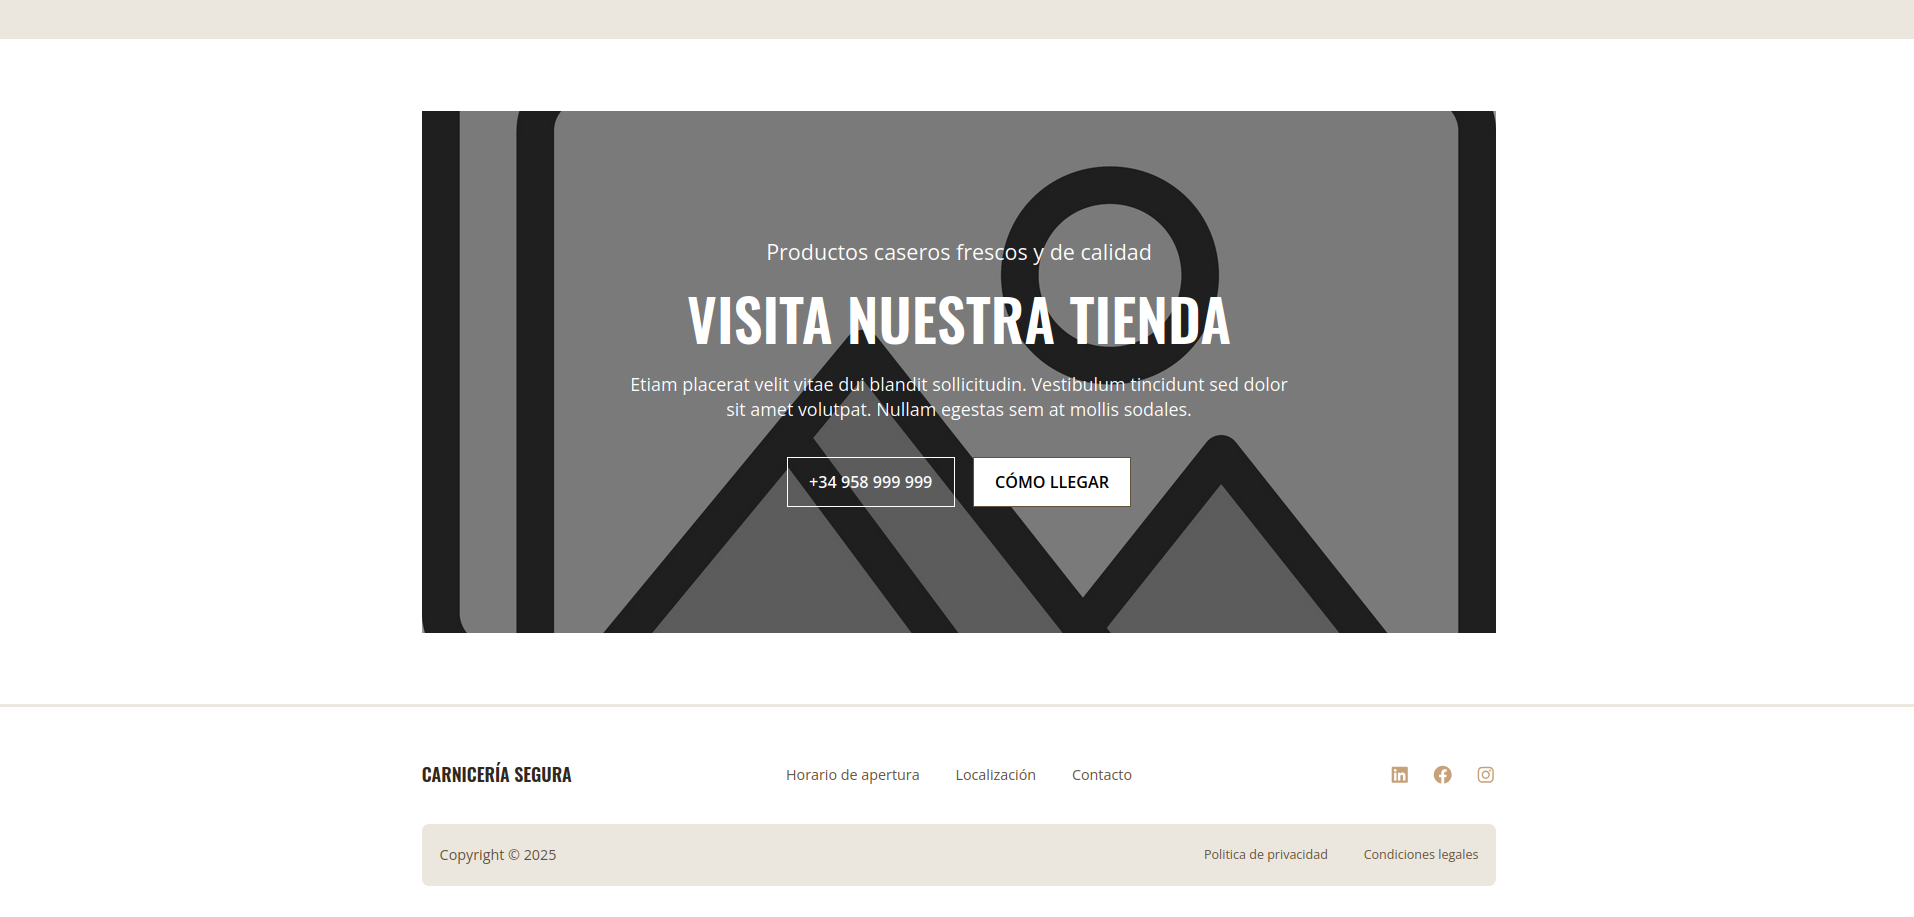 Productos caseros frescos y de calidad
VISITA NUESTRA TIENDA
Etiam placerat velit vitae dui blandit sollicitudin. Vestibulum tincidunt sed dolor
sit amet volutpat. Nullam egestas sem at mollis sodales.
+34 958 999 999
CÓMO LLEGAR
CARNICERÍA SEGURA
Horario de apertura
Localización
Contacto
Copyright © 2025
Politica de privacidad
Condiciones legales